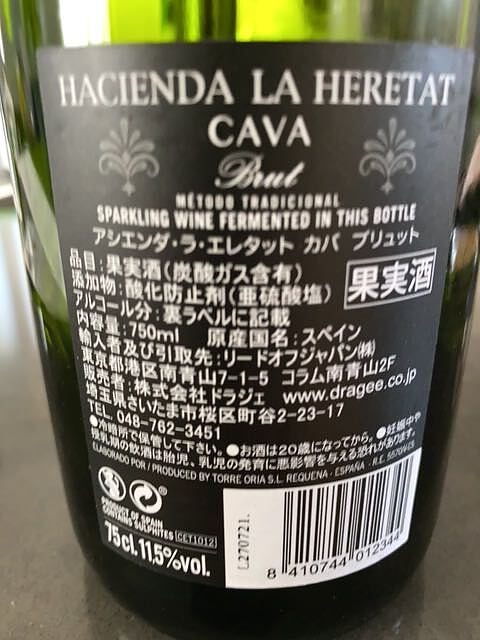 HACIENDA LA HERETAT
CAVA
Brut
MÉTODO TRADICIONAL
SPARKLING WINE FERMENTED IN THIS BOTTLE
アシエンダ・ラ・エレタット カバ ブリュット
品目:果実酒(炭酸ガス含有)
添加物:酸化防止剤(亜硫酸塩)
果実酒
アルコール分:裏ラベルに記載
内容量:750ml 原産国名:スペイン
輸入者及び引取先:リードオフジャパン㈱
東京都港区南青山7-1-5 コラム南青山2F
販売者:株式会社ドラジェ www.dragee.co.jp
埼玉県さいたま市桜区町谷2-23-17
TEL. 048-762-3451
●冷暗所で保管して下さい。●お酒は20歳になってから。●妊娠中や
授乳期の飲酒は胎児、乳児の発育に悪影響を与える恐れがあります。
ELABORADO POR / PRODUCED BY TORRE ORIA S.L. REQUENA - ESPAÑA - R.E. 5570/V-ES
PRODUCT OF SPAIN
CONTAINS SULPHITES CET1012
75cl. 11,5%vol.
L270721.
8 410744 012344